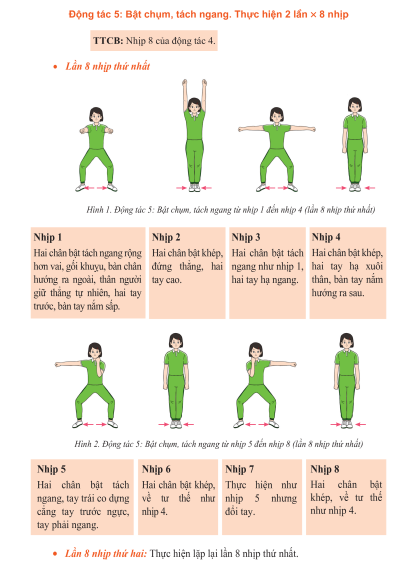 Động tác 5: Bật chụm, tách ngang. Thực hiện 2 lần × 8 nhịp
TTCB: Nhịp 8 của động tác 4.
• Lần 8 nhịp thứ nhất
Hình 1. Động tác 5: Bật chụm, tách ngang từ nhịp 1 đến nhịp 4 (lần 8 nhịp thứ nhất)
Nhịp 1
Hai chân bật tách ngang rộng
hơn vai, gối khuỵu, bàn chân
hướng ra ngoài, thân người
giữ thẳng tự nhiên, hai tay
trước, bàn tay nắm sấp.
Nhịp 2
Hai chân bật khép,
đứng thẳng, hai
tay cao.
Nhịp 3
Hai chân bật tách
ngang như nhịp 1,
hai tay hạ ngang.
Nhịp 4
Hai chân bật khép,
hai tay hạ xuôi
thân, bàn tay nắm
hướng ra sau.
Hình 2. Động tác 5: Bật chụm, tách ngang từ nhịp 5 đến nhịp 8 (lần 8 nhịp thứ nhất)
Nhịp 5
Hai chân bật tách
ngang, tay trái co dựng
cẳng tay trước ngực,
tay phải ngang.
Nhịp 6
Hai chân bật khép,
về tư thế như
nhịp 4.
Nhịp 7
Thực hiện như
nhịp 5 nhưng
đổi tay.
Nhịp 8
Hai chân bật
khép, về tư thế
như nhịp 4.
• Lần 8 nhịp thứ hai: Thực hiện lặp lại lần 8 nhịp thứ nhất.